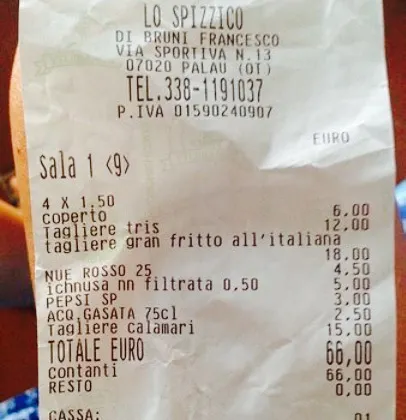 LO SPIZZICO
DI BRUNI FRANCESCO
VIA SPORTIVA N.13
07020 PALAU (OT)
TEL.338-1191037
P.IVA 01590240907
EURO
Sala 1 <9>
4 X 1.50
coperto 6.00
Tagliere tris 12.00
tagliere gran fritto all'italiana
18.00
NUE ROSSO 25 4.50
ichnusa nn filtrata 0,50 5.00
PEPSI SP 3.00
ACQ.GASATA 75cl 2.50
Tagliere calamari 15.00
TOTALE EURO 66,00
Contanti 66,00
RESTO 0,00
CASSA: 01